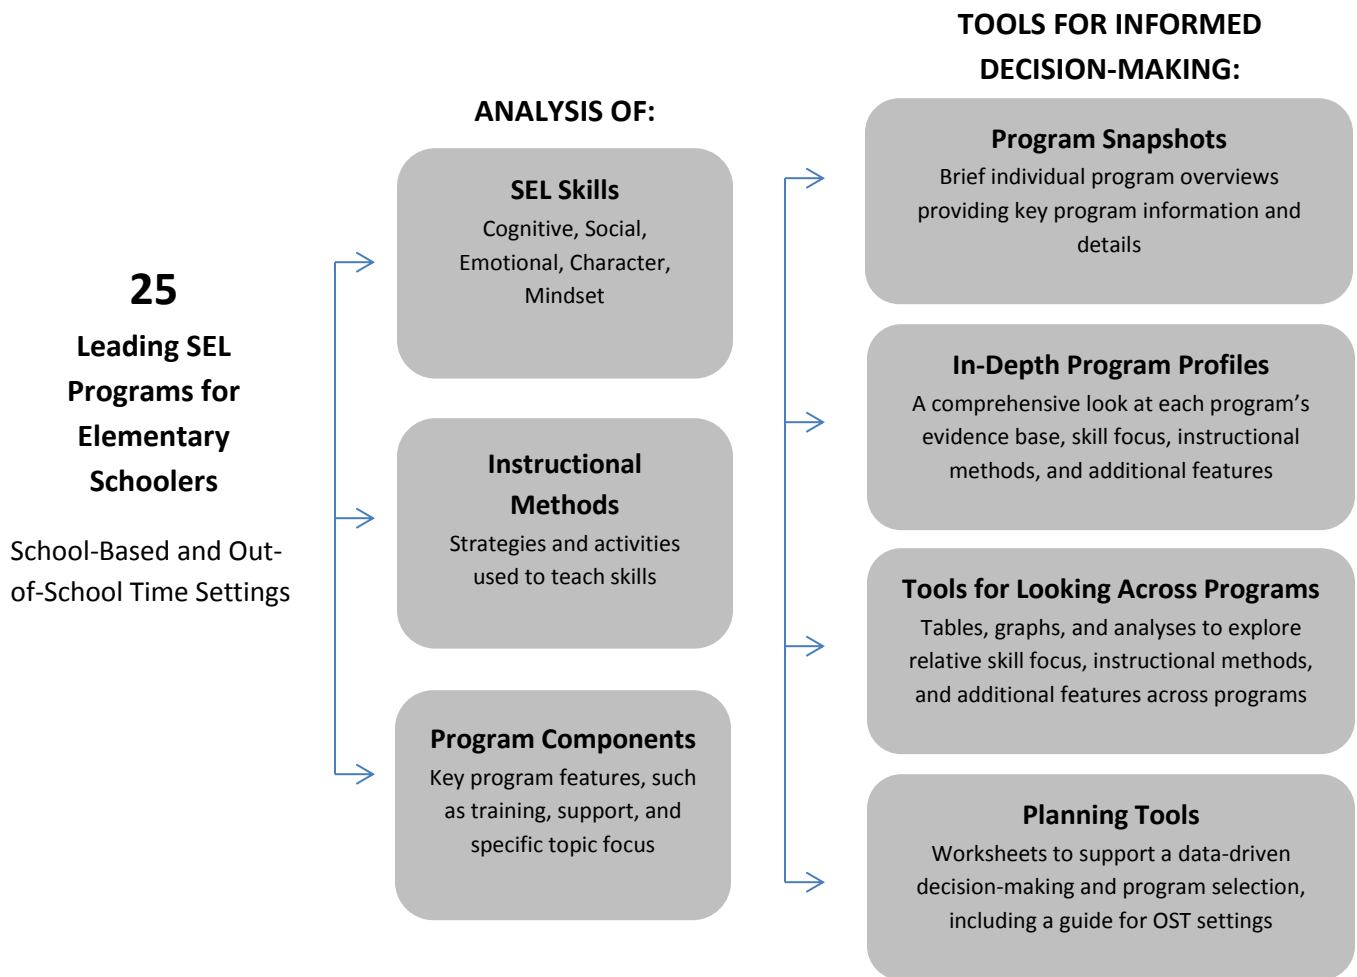 25
Leading SEL
Programs for
Elementary
Schoolers
School-Based and Out-
of-School Time Settings
ANALYSIS OF:
SEL Skills
Cognitive, Social,
Emotional, Character,
Mindset
Instructional
Methods
Strategies and activities
used to teach skills
Program Components
Key program features, such
as training, support, and
specific topic focus
TOOLS FOR INFORMED
DECISION-MAKING:
Program Snapshots
Brief individual program overviews
providing key program information and
details
In-Depth Program Profiles
A comprehensive look at each program’s
evidence base, skill focus, instructional
methods, and additional features
Tools for Looking Across Programs
Tables, graphs, and analyses to explore
relative skill focus, instructional methods,
and additional features across programs
Planning Tools
Worksheets to support a data-driven
decision-making and program selection,
including a guide for OST settings